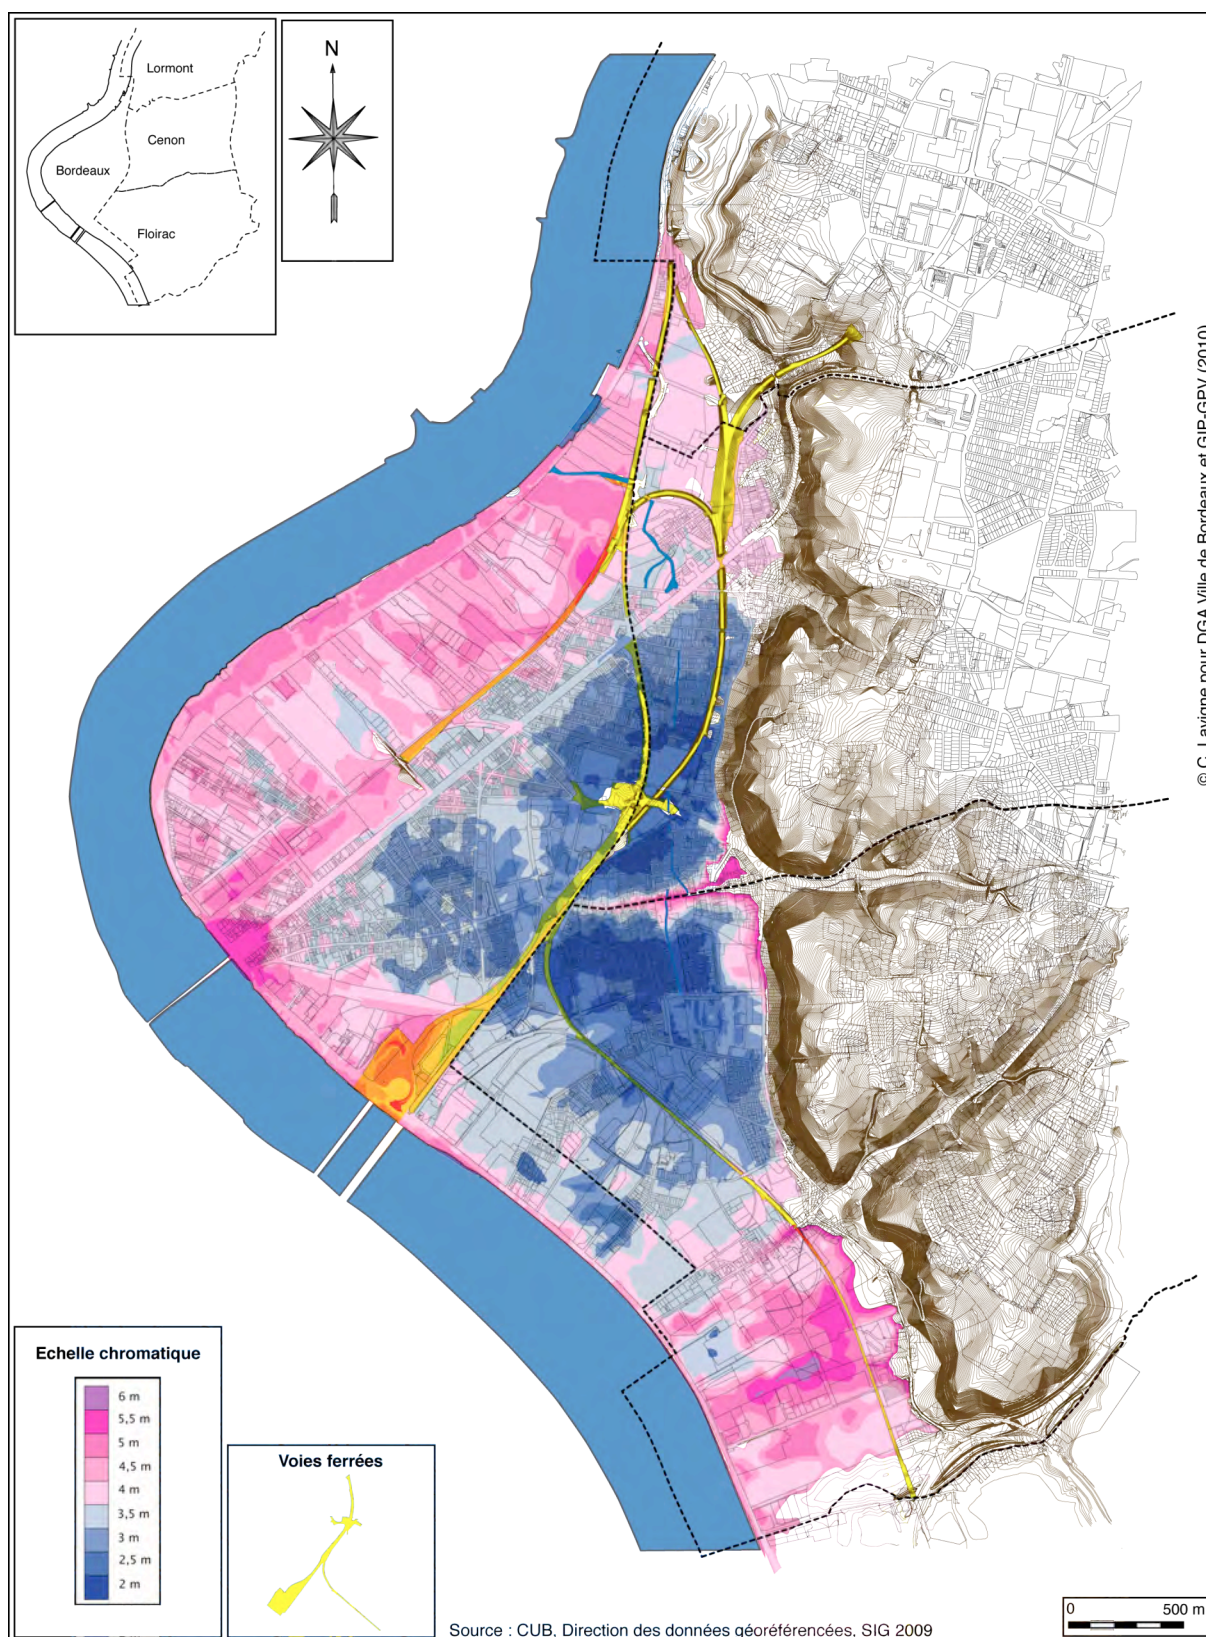 Lormont
Cenon
Bordeaux
Floirac
N
© C. Lavigne pour DGA Ville de Bordeaux et GIP-GPV (2010)
Echelle chromatique
6 m
5,5 m
5 m
4,5 m
4 m
3,5 m
3 m
2,5 m
2 m
Voies ferrées
0 500 m
Source : CUB, Direction des données géoréférencées, SIG 2009